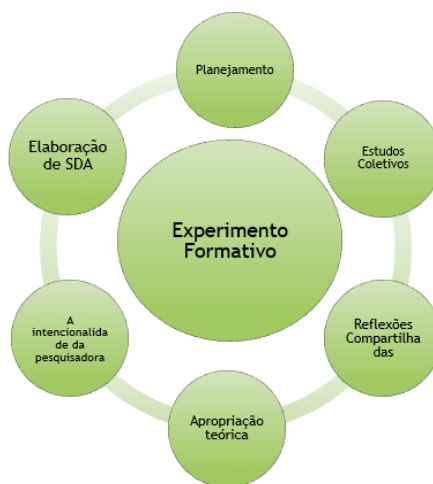 Planejamento
Elaboração
de SDA
Estudos
Coletivos
Experimento
Formativo
A
intencionalida
de da
pesquisadora
Reflexões
Compartilha
das
Apropriação
teórica